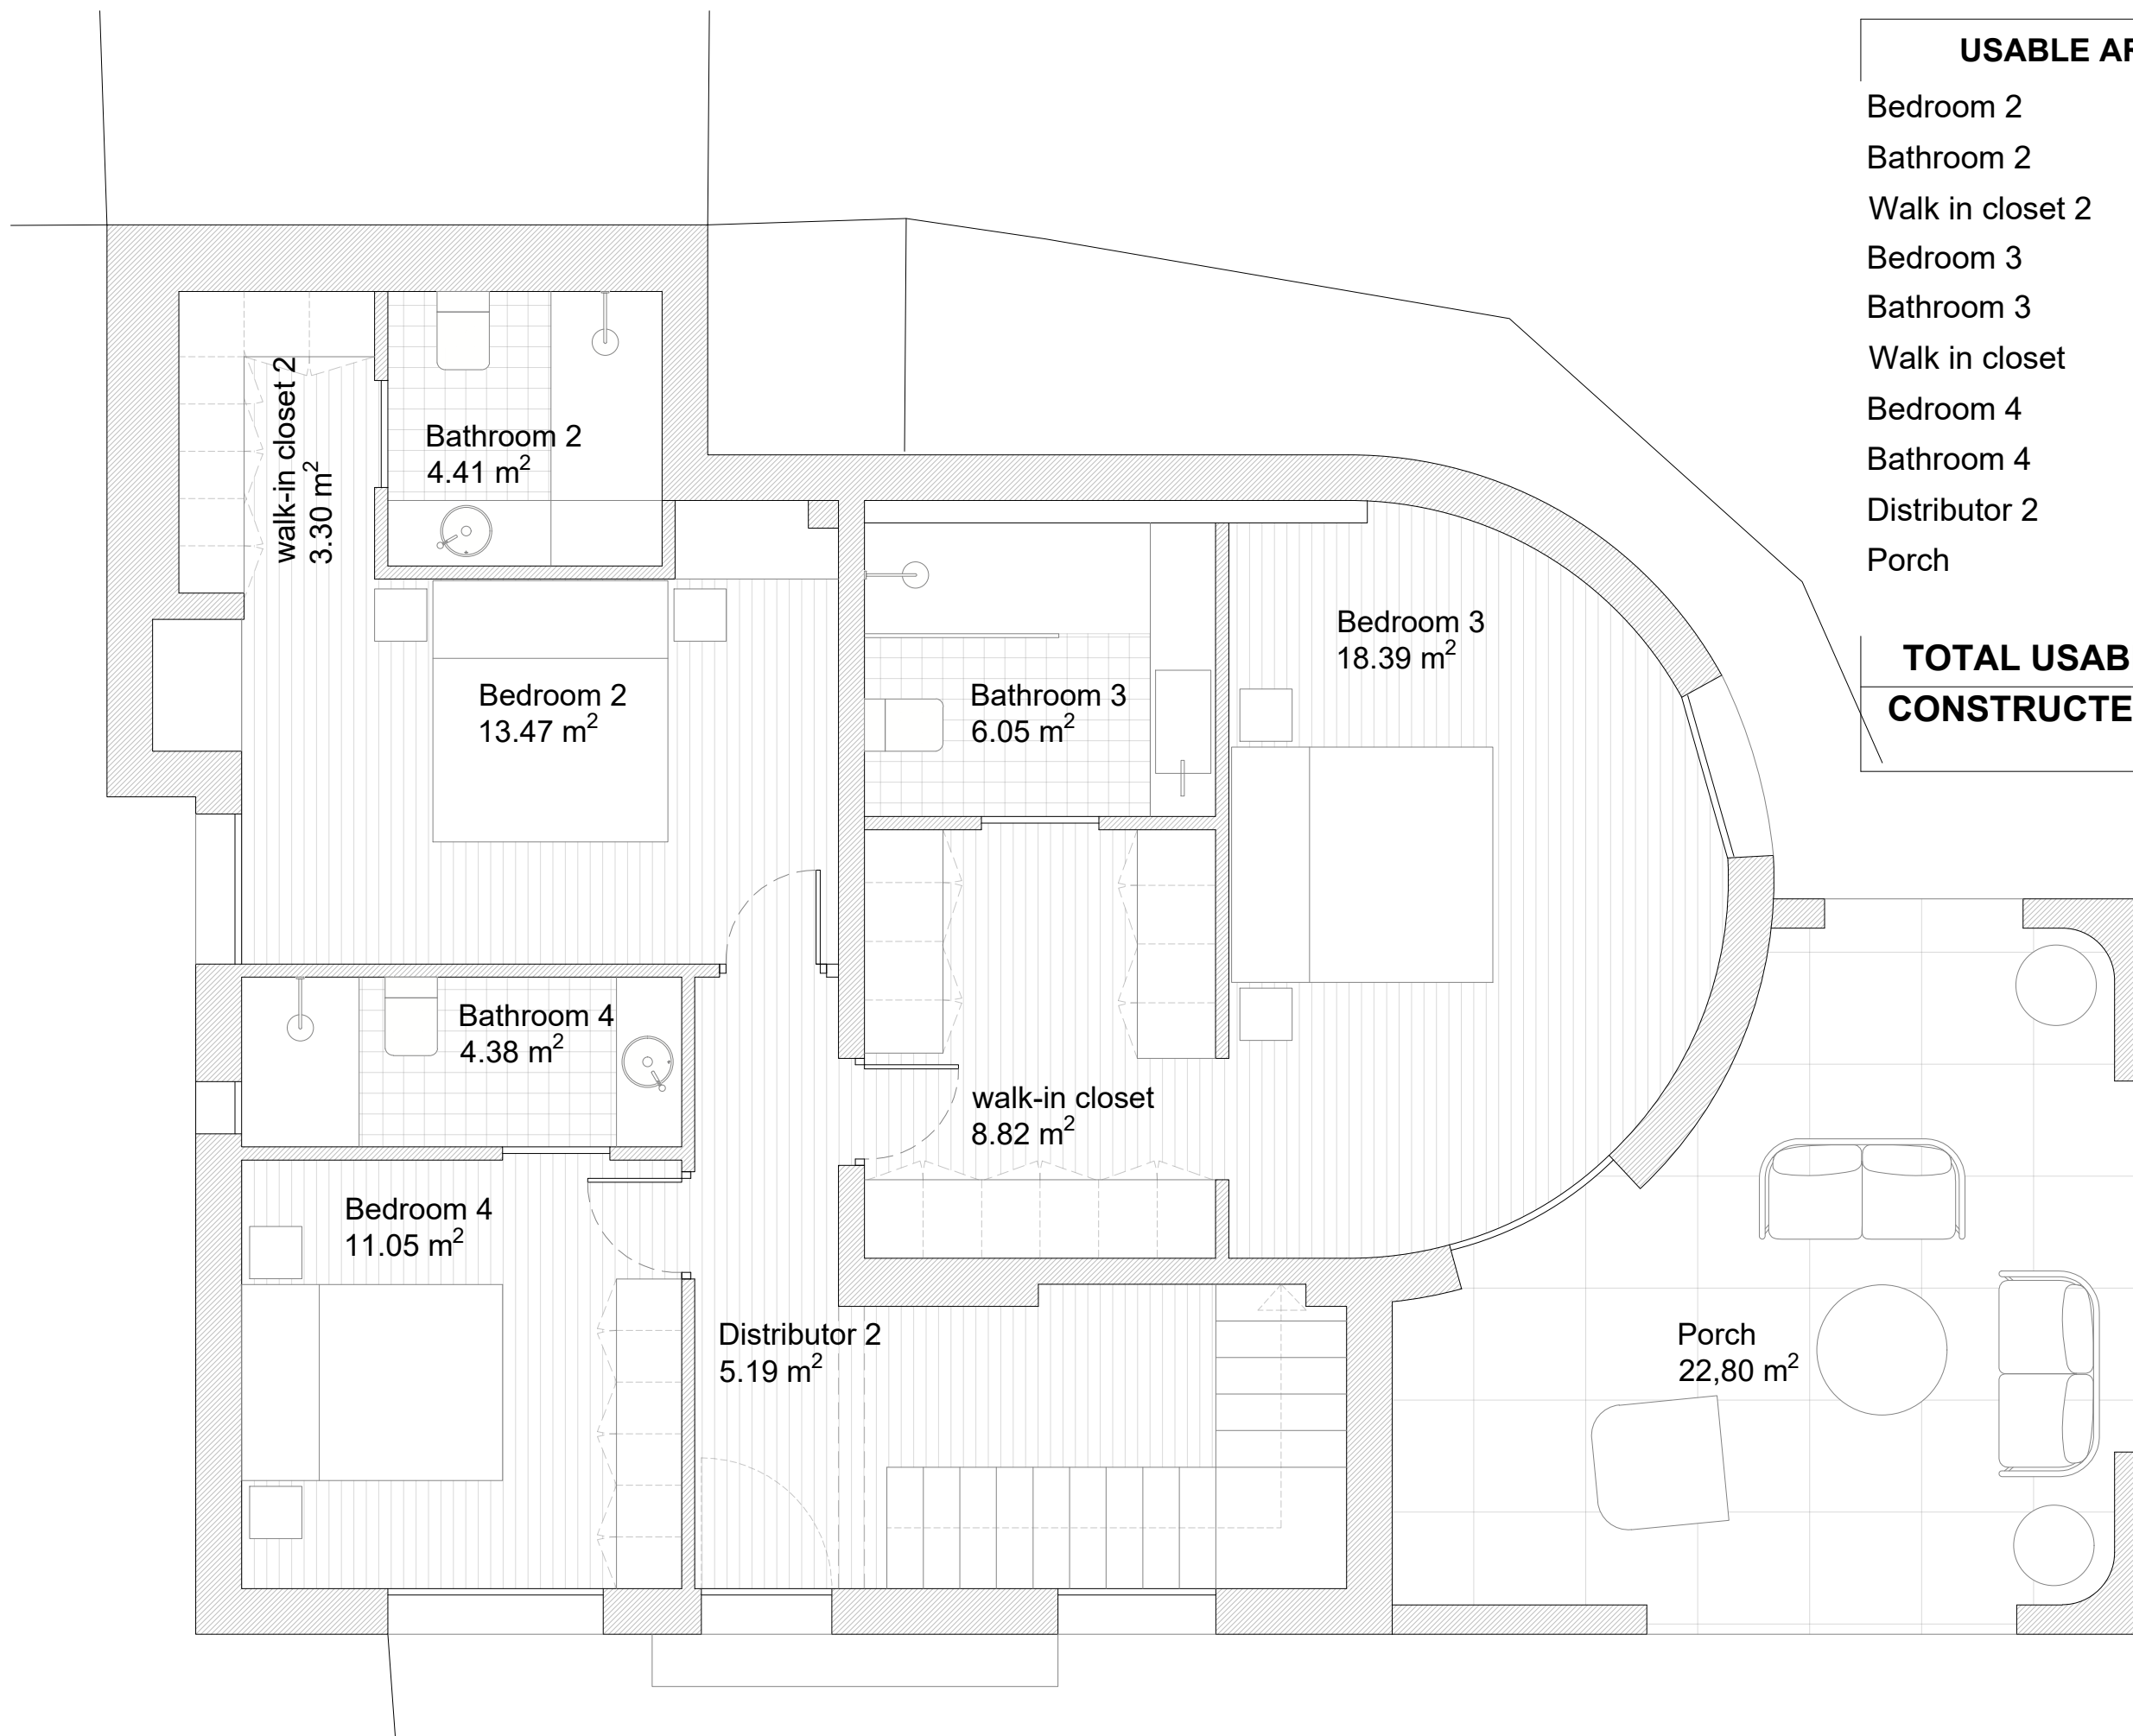 USABLE AR
Bedroom 2
Bathroom 2
Walk in closet 2
Bedroom 3
Bathroom 3
Walk in closet
Bedroom 4
Bathroom 4
Distributor 2
Porch
TOTAL USAB
CONSTRUCTE
walk-in closet 2
3.30 m²
Bathroom 2
4.41 m²
Bedroom 2
13.47 m²
Bathroom 3
6.05 m²
Bedroom 3
18.39 m²
Bathroom 4
4.38 m²
walk-in closet
8.82 m²
Bedroom 4
11.05 m²
Distributor 2
5.19 m²
Porch
22,80 m²